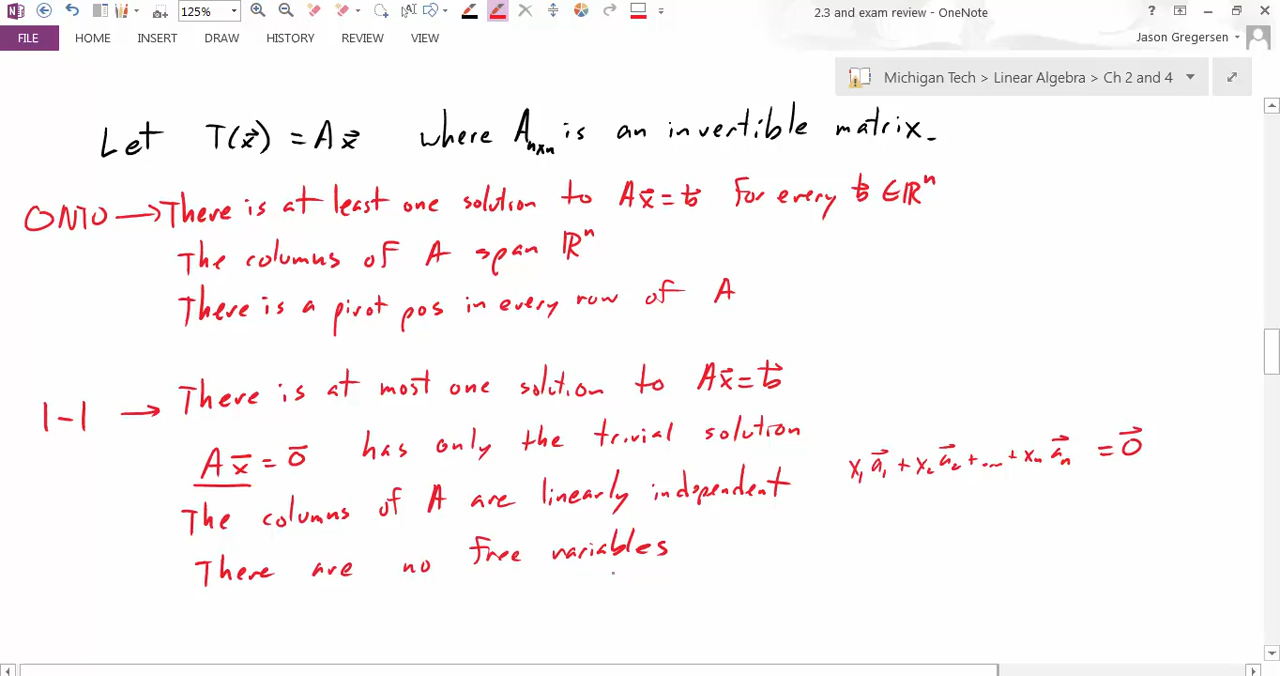 125%
2.3 and exam review - OneNote
?
FILE HOME INSERT DRAW HISTORY REVIEW VIEW
Jason Gregersen
Michigan Tech > Linear Algebra > Ch 2 and 4
Let T(x⃗) = Ax⃗ where Aₙₓₙ is an invertible matrix.
ONTO → There is at least one solution to Ax⃗ = b⃗ for every b⃗ ∈ ℝⁿ
The columns of A span ℝⁿ
There is a pivot pos in every row of A
1-1 → There is at most one solution to Ax⃗ = b⃗
Ax̅ = 0̅ has only the trivial solution
x₁a⃗₁ + x₂a⃗₂ + ... + xₙa⃗ₙ = 0⃗
The columns of A are linearly independent
There are no free variables